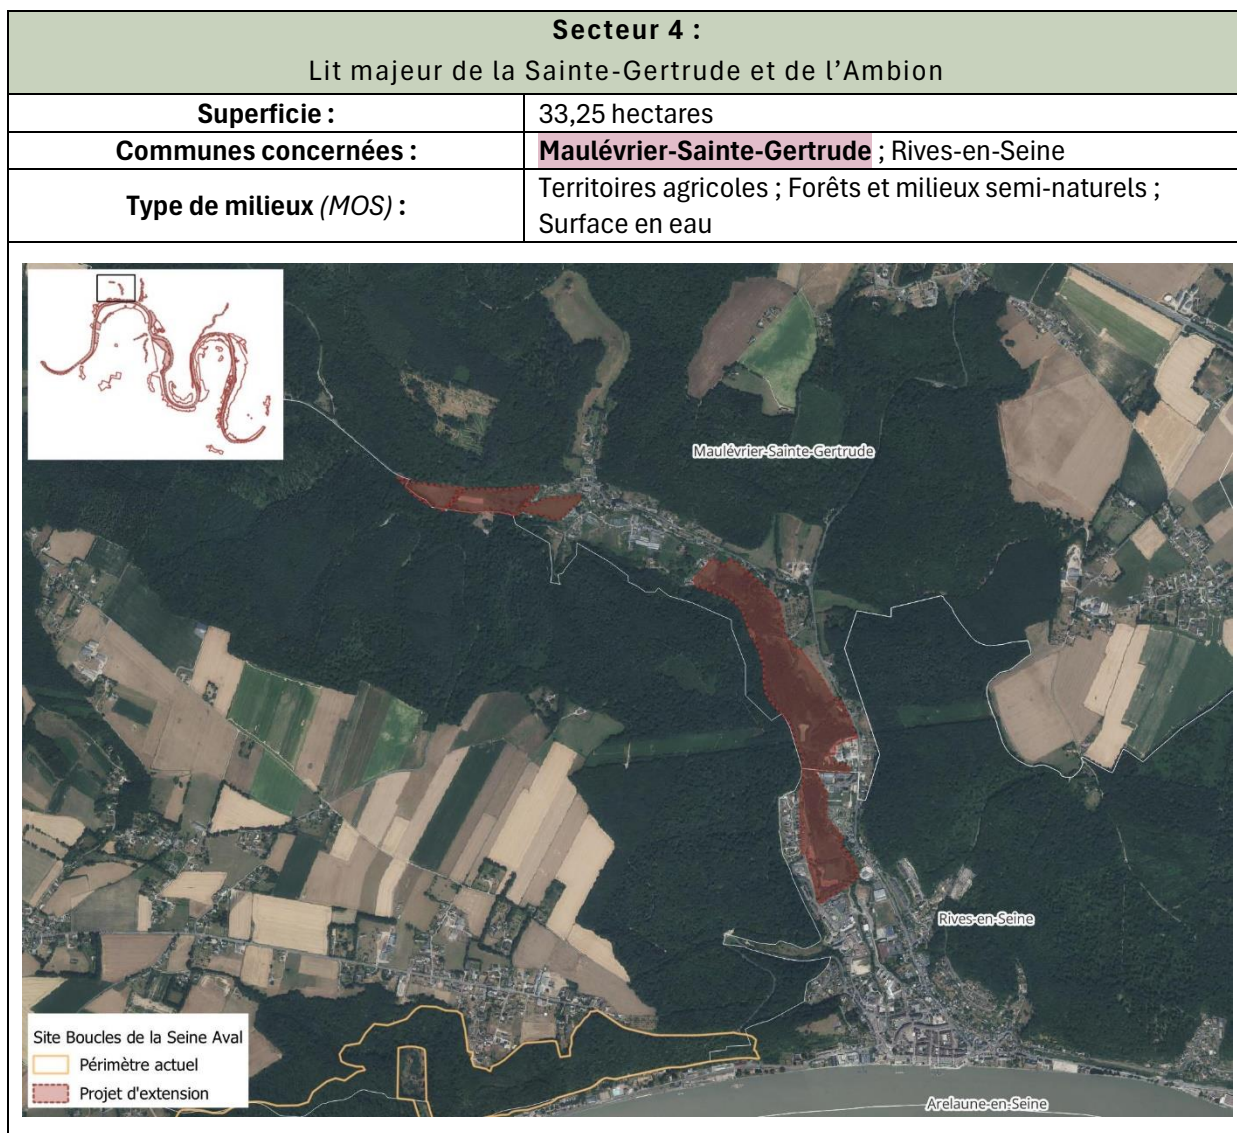 Secteur 4 :
Lit majeur de la Sainte-Gertrude et de l’Ambion
Superficie :
33,25 hectares
Communes concernées :
Maulévrier-Sainte-Gertrude ; Rives-en-Seine
Type de milieux (MOS) :
Territoires agricoles ; Forêts et milieux semi-naturels ;
Surface en eau
Maulévrier-Sainte-Gertrude
Rives-en-Seine
Site Boucles de la Seine Aval
Périmètre actuel
Projet d'extension
Arelaune-en-Seine